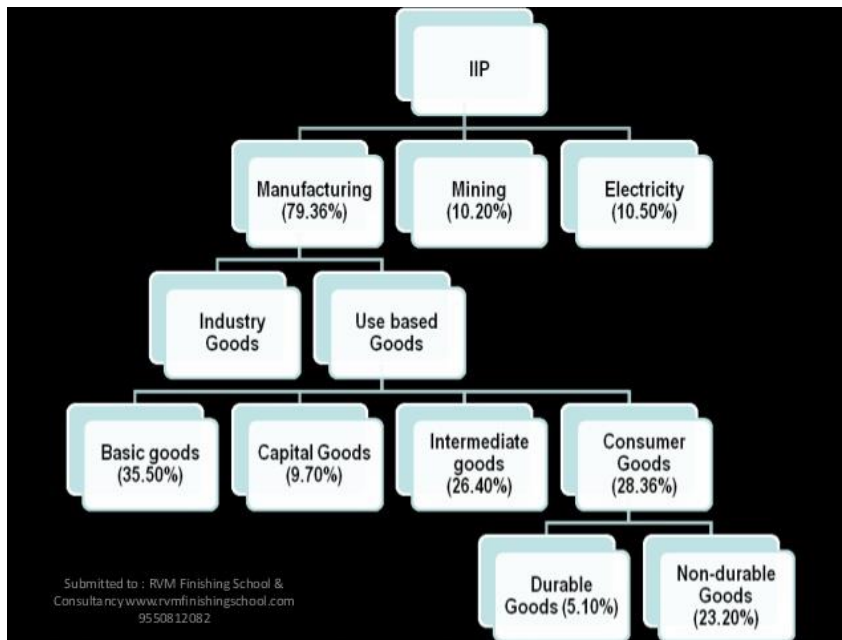 IIP
Manufacturing
(79.36%)
Mining
(10.20%)
Electricity
(10.50%)
Industry
Goods
Use based
Goods
Basic goods
(35.50%)
Capital Goods
(9.70%)
Intermediate
goods
(26.40%)
Consumer
Goods
(28.36%)
Durable
Goods (5.10%)
Non-durable
Goods
(23.20%)
Submitted to : RVM Finishing School &
Consultancy www.rvmfinishingschool.com
9550812082